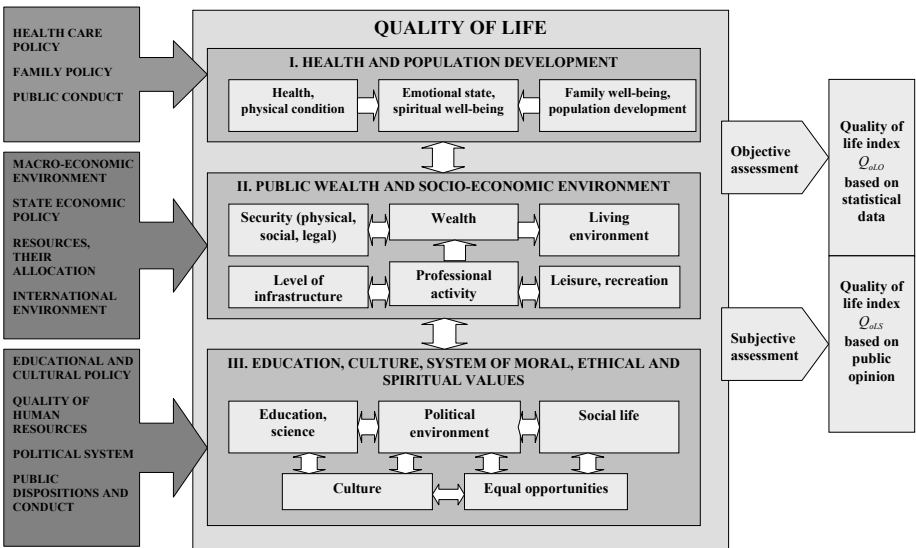 HEALTH CARE
POLICY
FAMILY POLICY
PUBLIC CONDUCT
MACRO-ECONOMIC
ENVIRONMENT
STATE ECONOMIC
POLICY
RESOURCES,
THEIR
ALLOCATION
INTERNATIONAL
ENVIRONMENT
EDUCATIONAL AND
CULTURAL POLICY
QUALITY OF
HUMAN
RESOURCES
POLITICAL SYSTEM
PUBLIC
DISPOSITIONS AND
CONDUCT
QUALITY OF LIFE
I. HEALTH AND POPULATION DEVELOPMENT
Health,
physical condition
Emotional state,
spiritual well-being
Family well-being,
population development
II. PUBLIC WEALTH AND SOCIO-ECONOMIC ENVIRONMENT
Security (physical,
social, legal)
Wealth
Living
environment
Level of
infrastructure
Professional
activity
Leisure, recreation
III. EDUCATION, CULTURE, SYSTEM OF MORAL, ETHICAL AND
SPIRITUAL VALUES
Education,
science
Political
environment
Social life
Culture
Equal opportunities
Objective
assessment
Subjective
assessment
Quality of
life index
QoLO
based on
statistical
data
Quality of
life index
QoLS
based on
public
opinion